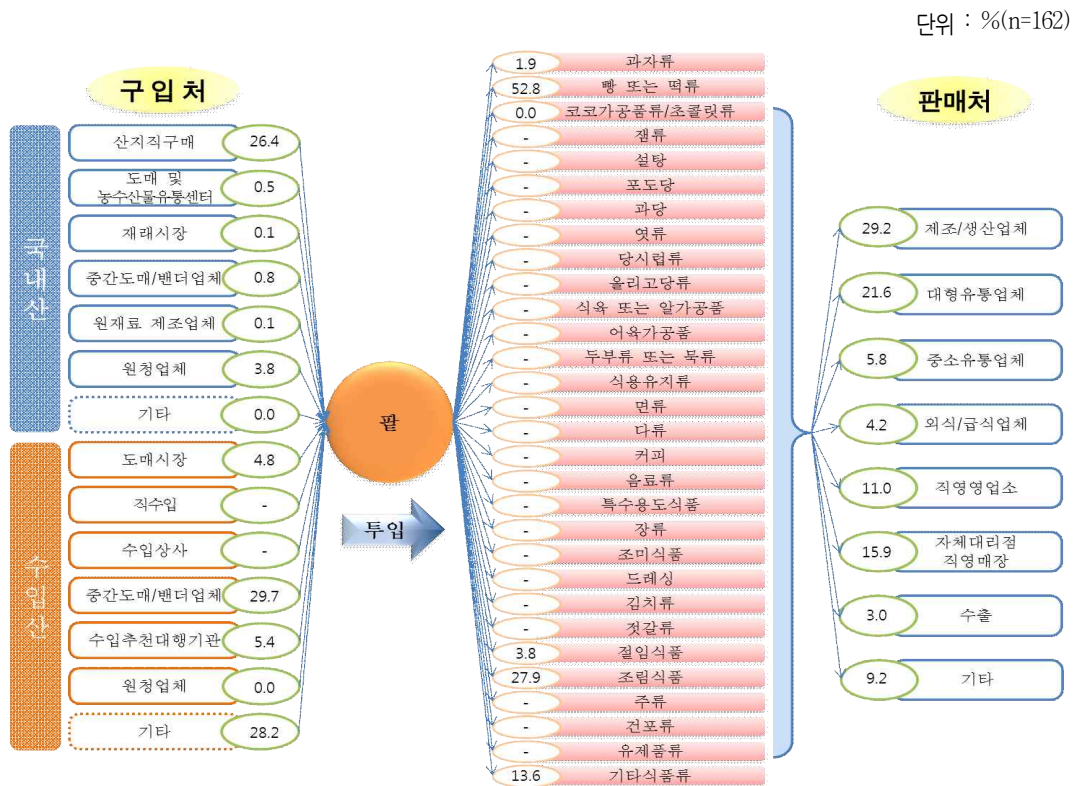 단위 : %(n=162)
구입처
국내산
산지직구매 26.4
도매 및
농수산물유통센터 0.5
재래시장 0.1
중간도매/밴더업체 0.8
원재료 제조업체 0.1
원청업체 3.8
기타 0.0
수입산
도매시장 4.8
직수입 -
수입상사 -
중간도매/밴더업체 29.7
수입추천대행기관 5.4
원청업체 0.0
기타 28.2
팥
투입
1.9 과자류
52.8 빵 또는 떡류
0.0 코코가공품류/초콜릿류
- 잼류
- 설탕
- 포도당
- 과당
- 엿류
- 당시럽류
- 올리고당류
- 식육 또는 알가공품
- 어육가공품
- 두부류 또는 묵류
- 식용유지류
- 면류
- 다류
- 커피
- 음료류
- 특수용도식품
- 장류
- 조미식품
- 드레싱
- 김치류
- 젓갈류
3.8 절임식품
27.9 조림식품
- 주류
- 건포류
- 유제품류
13.6 기타식품류
판매처
29.2 제조/생산업체
21.6 대형유통업체
5.8 중소유통업체
4.2 외식/급식업체
11.0 직영영업소
15.9 자체대리점
직영매장
3.0 수출
9.2 기타